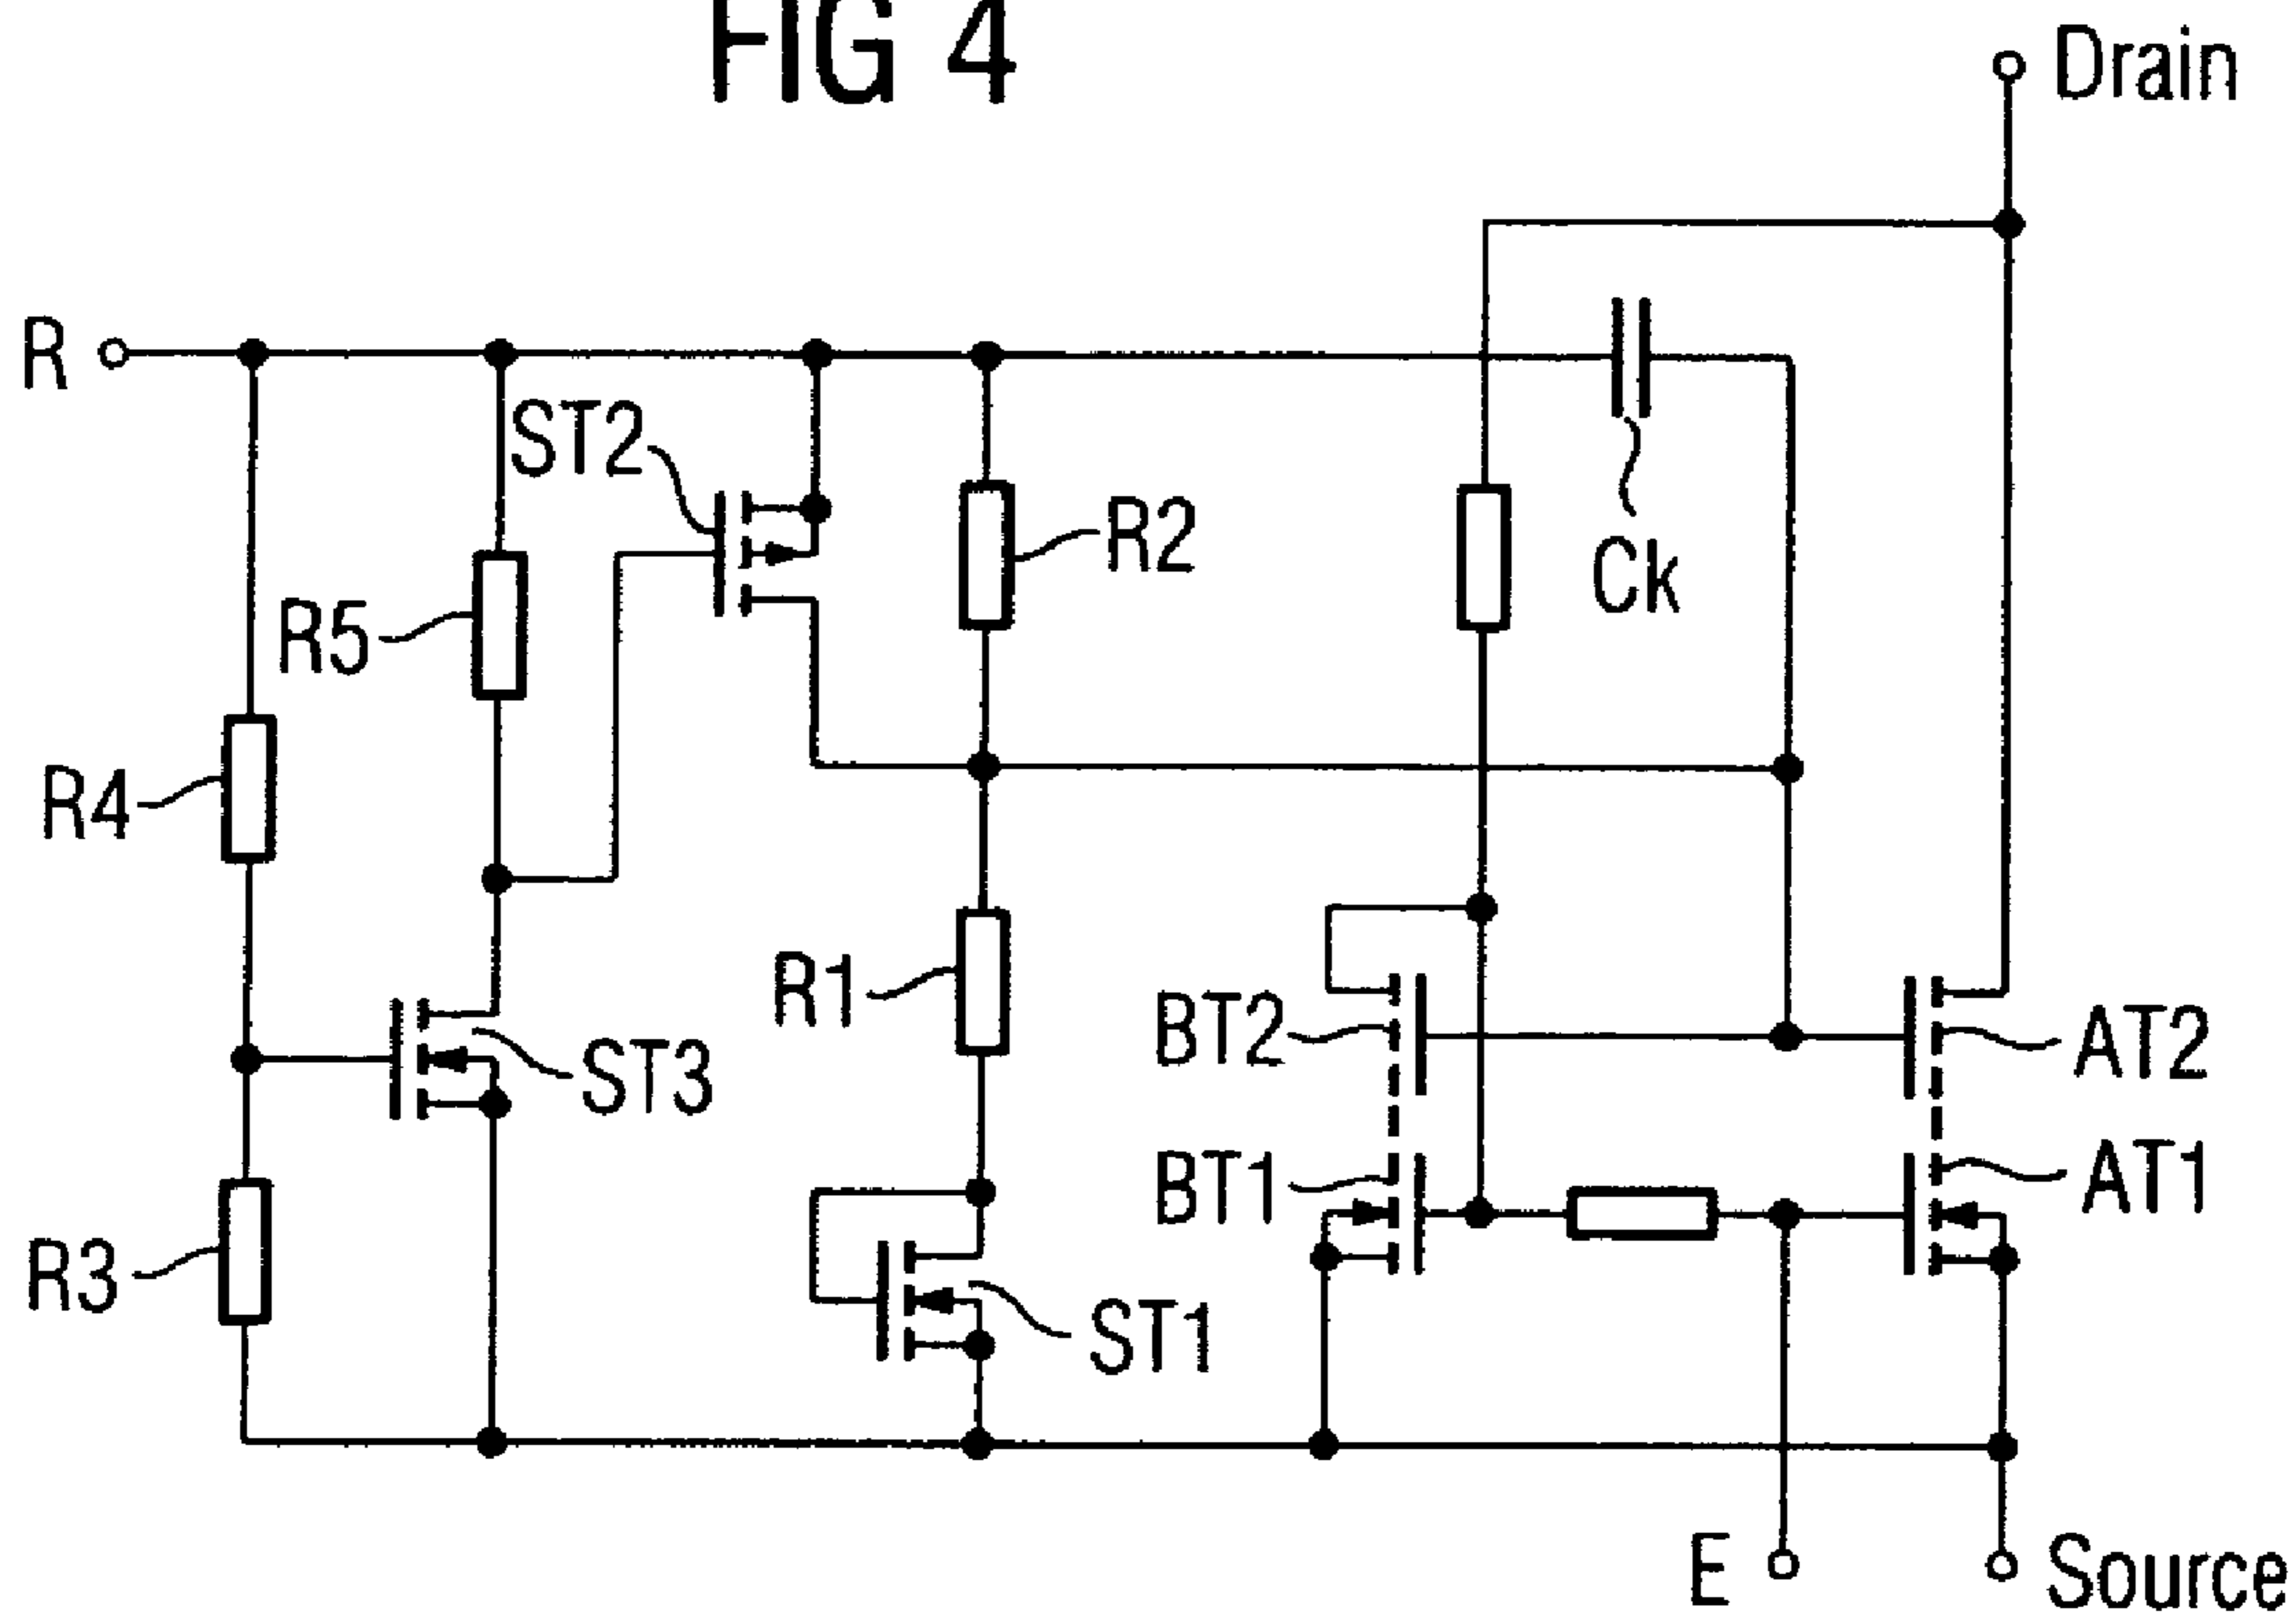 FIG 4
Drain
R
ST2
R2
Ck
R5
R4
R1
BT2
AT2
ST3
BT1
AT1
R3
ST1
E
Source